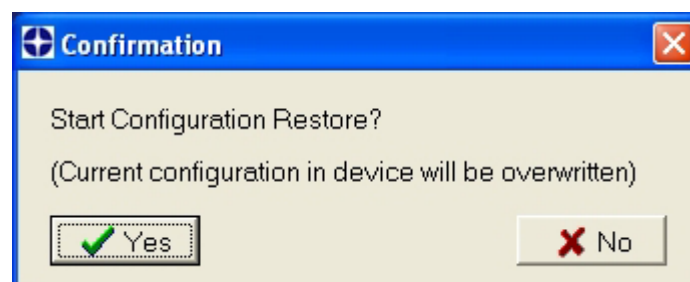 Confirmation
Start Configuration Restore?
(Current configuration in device will be overwritten)
Yes No